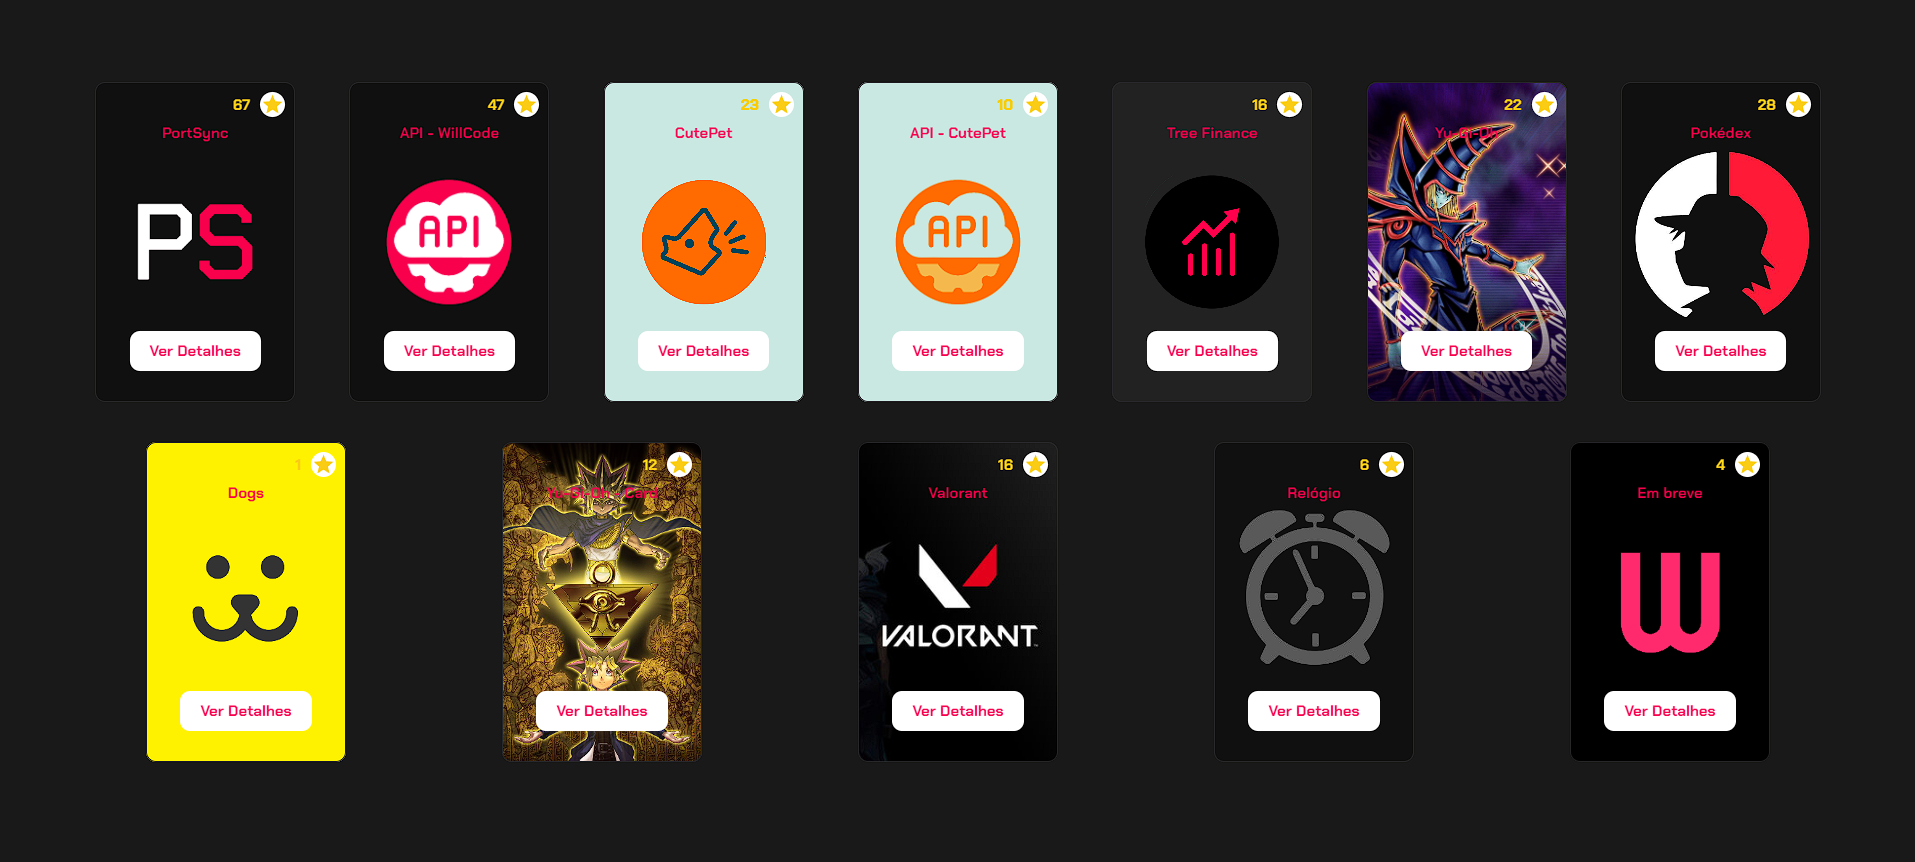 67
PortSync
PS
Ver Detalhes
47
API - WillCode
API
Ver Detalhes
23
CutePet
Ver Detalhes
10
API - CutePet
API
Ver Detalhes
16
Tree Finance
Ver Detalhes
22
Yu-Gi-Oh
Ver Detalhes
28
Pokédex
Ver Detalhes
1
Dogs
Ver Detalhes
12
Yu-Gi-Oh - Card
Ver Detalhes
16
Valorant
VALORANT™
Ver Detalhes
6
Relógio
Ver Detalhes
4
Em breve
W
Ver Detalhes